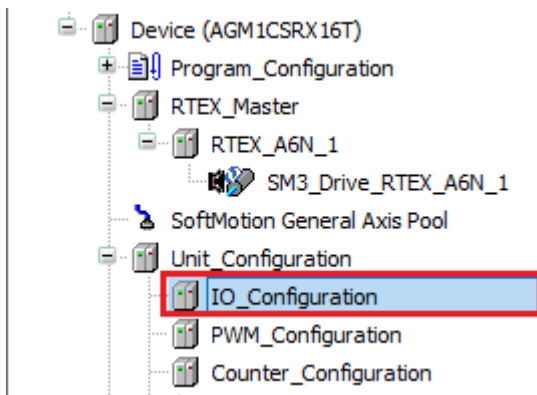 Device (AGM1CSRX16T)
Program_Configuration
RTEX_Master
RTEX_A6N_1
SM3_Drive_RTEX_A6N_1
SoftMotion General Axis Pool
Unit_Configuration
IO_Configuration
PWM_Configuration
Counter_Configuration